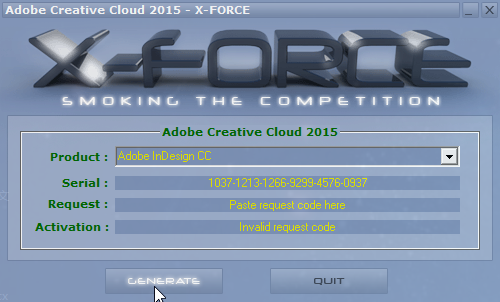 Adobe Creative Cloud 2015 - X-FORCE
X-FORCE
SMOKING THE COMPETITION
Adobe Creative Cloud 2015
Product : Adobe InDesign CC
Serial : 1037-1213-1266-9299-4576-0937
Request : Paste request code here
Activation : Invalid request code
GENERATE QUIT